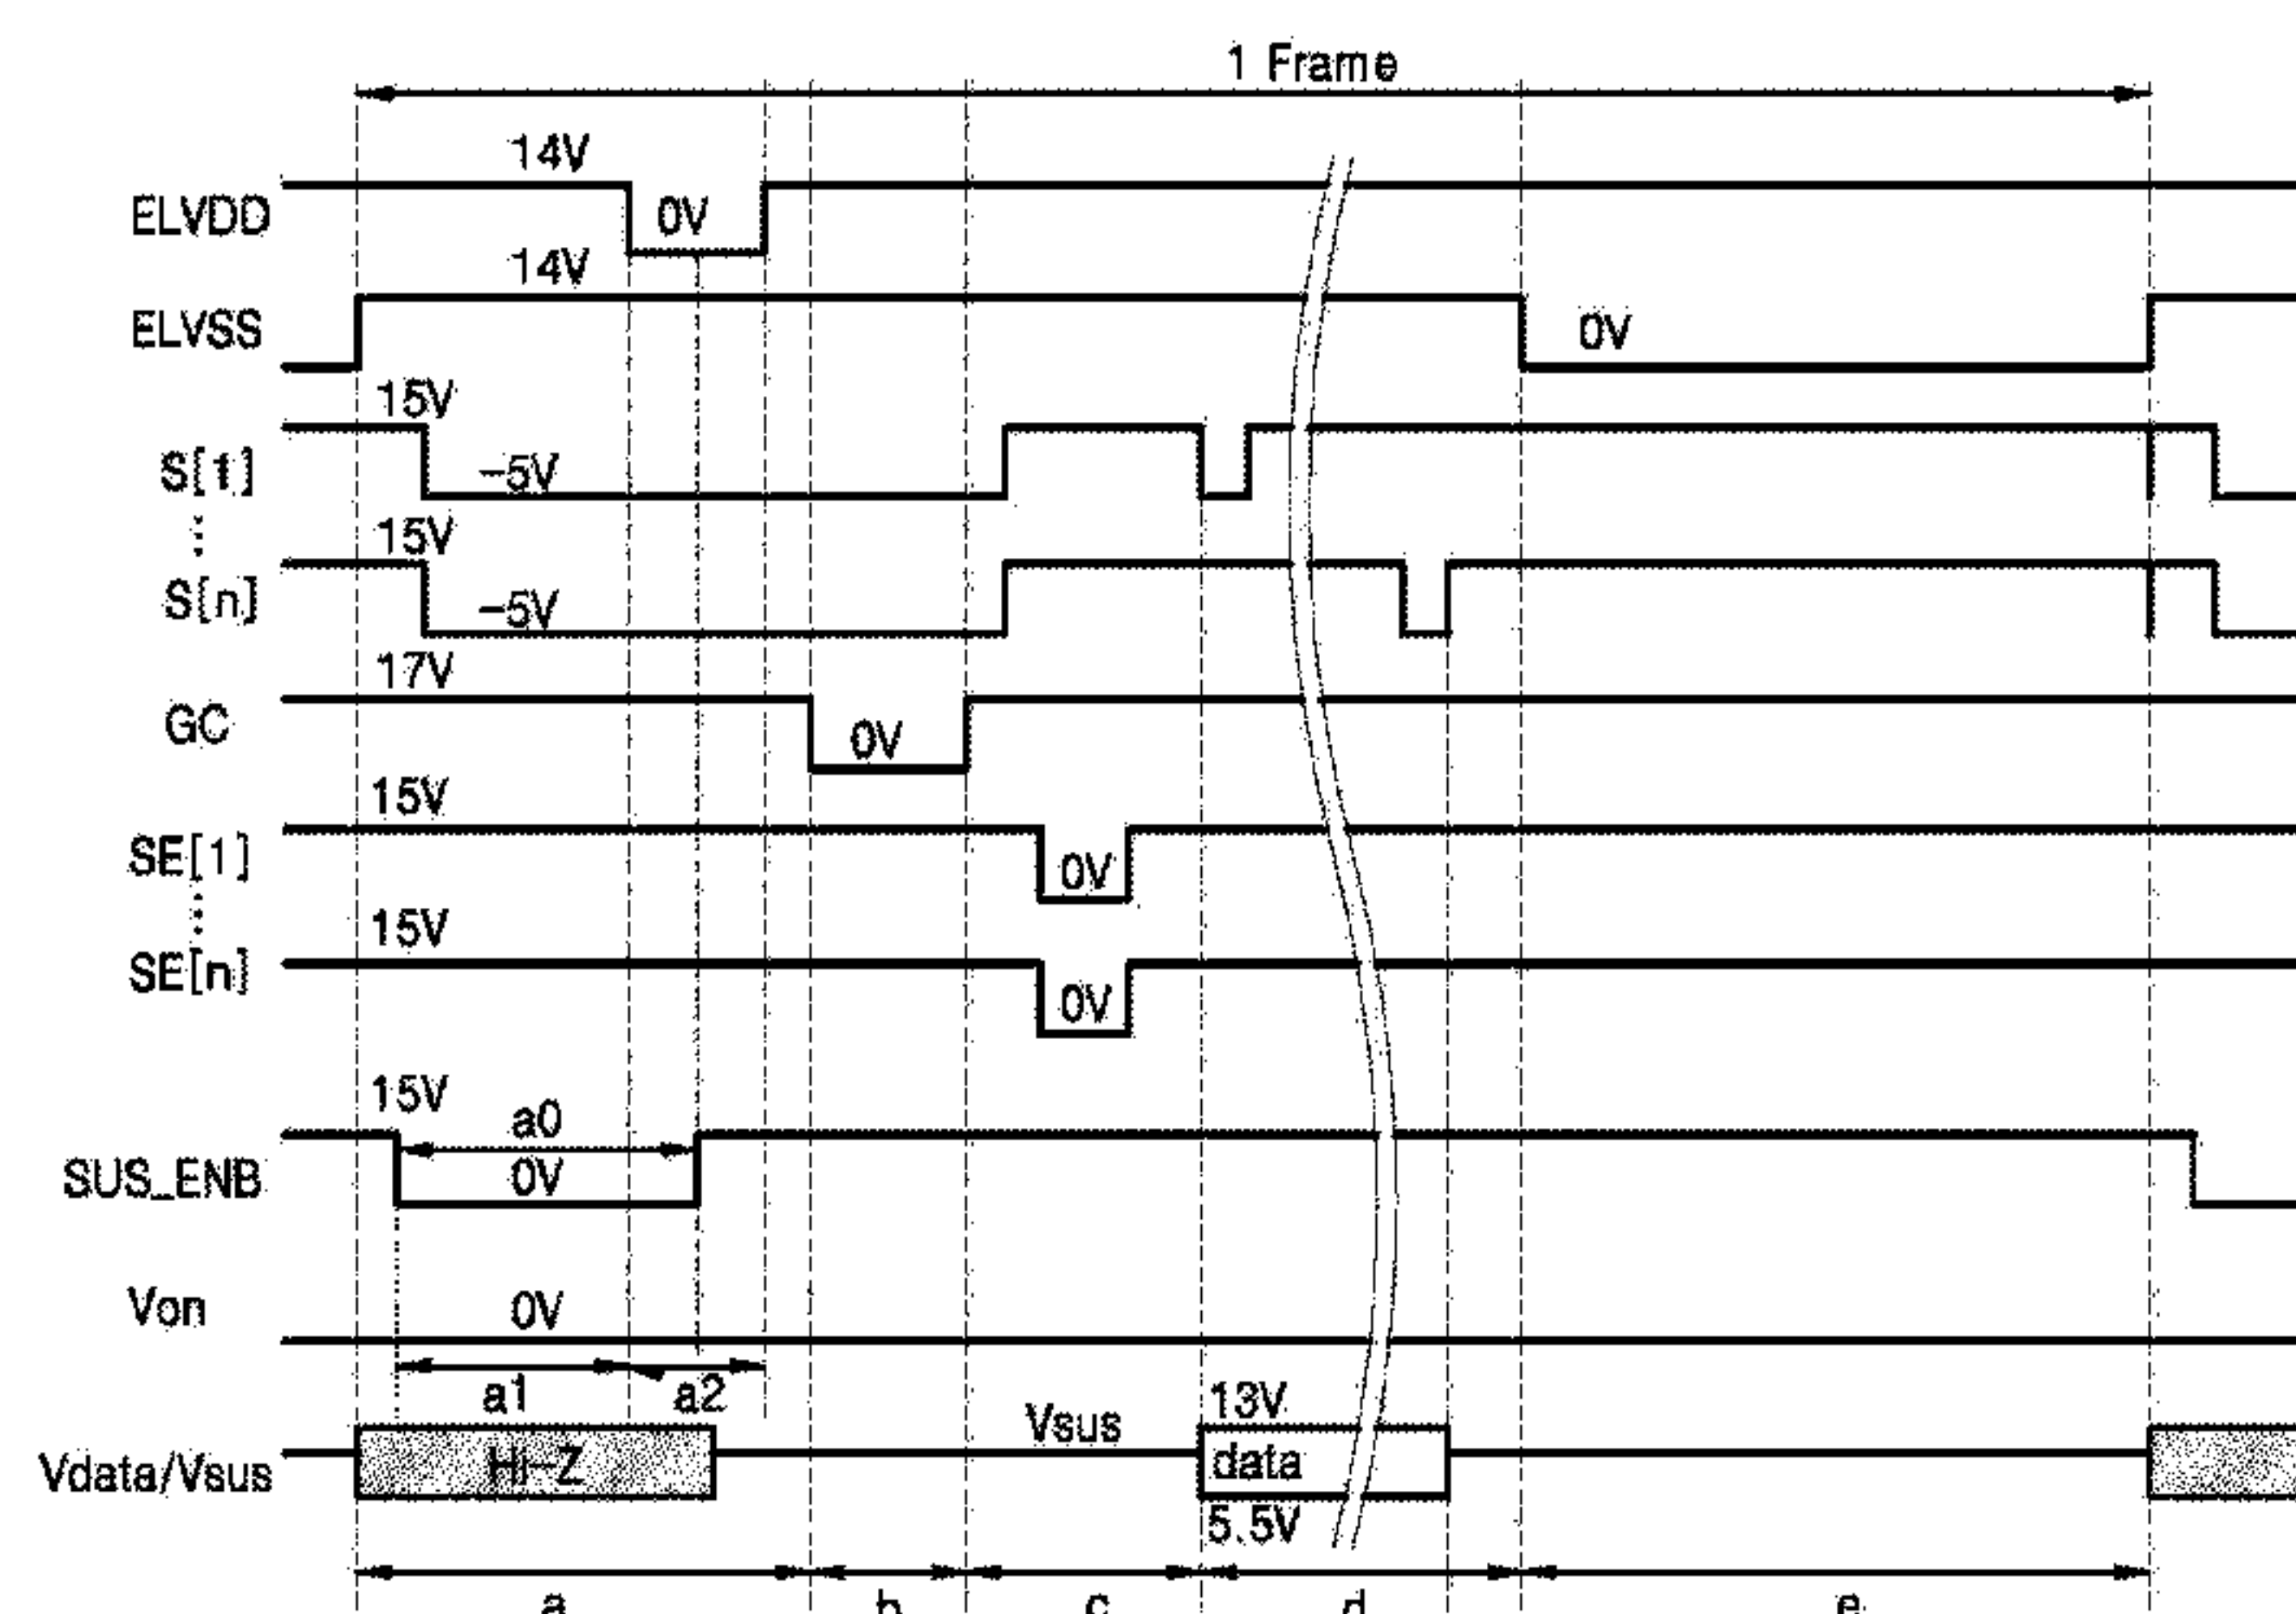 1 Frame
14V
ELVDD
0V
14V
ELVSS
0V
15V
S[1]
-5V
15V
S[n]
-5V
17V
GC
0V
15V
SE[1]
0V
15V
SE[n]
0V
15V
a0
SUS_ENB
0V
Von
0V
a1
a2
Vdata/Vsus
Hi-Z
Vsus
13V
data
5.5V
a b c d e